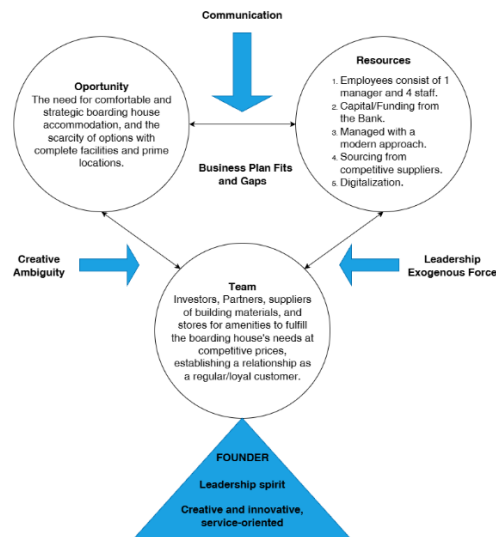 Communication
Oportunity
The need for comfortable and
strategic boarding house
accommodation, and the
scarcity of options with
complete facilities and prime
locations.
Resources
1. Employees consist of 1
manager and 4 staff.
2. Capital/Funding from
the Bank.
3. Managed with a
modern approach.
4. Sourcing from
competitive suppliers.
5. Digitalization.
Business Plan Fits
and Gaps
Creative
Ambiguity
Leadership
Exogenous Force
Team
Investors, Partners, suppliers
of building materials, and
stores for amenities to fulfill
the boarding house's needs at
competitive prices,
establishing a relationship as
a regular/loyal customer.
FOUNDER
Leadership spirit
Creative and innovative,
service-oriented